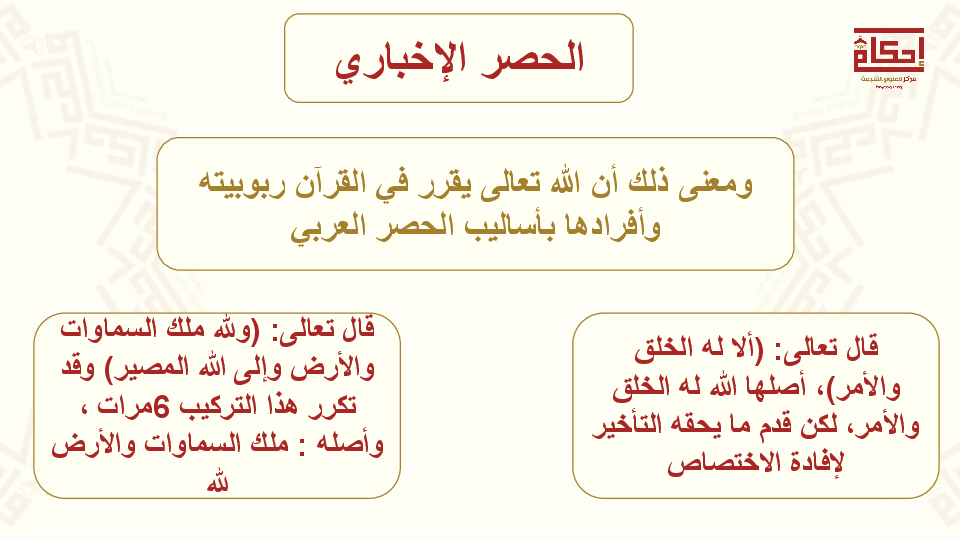 الحصر الإخباري
إحكام
مركز للعلوم الشرعية
ومعنى ذلك أن الله تعالى يقرر في القرآن ربوبيته
وأفرادها بأساليب الحصر العربي
قال تعالى: (ألا له الخلق
والأمر)، أصلها الله له الخلق
والأمر، لكن قدم ما يحقه التأخير
لإفادة الاختصاص
قال تعالى: (ولله ملك السماوات
والأرض وإلى الله المصير) وقد
تكرر هذا التركيب 6مرات ،
وأصله : ملك السماوات والأرض
لله